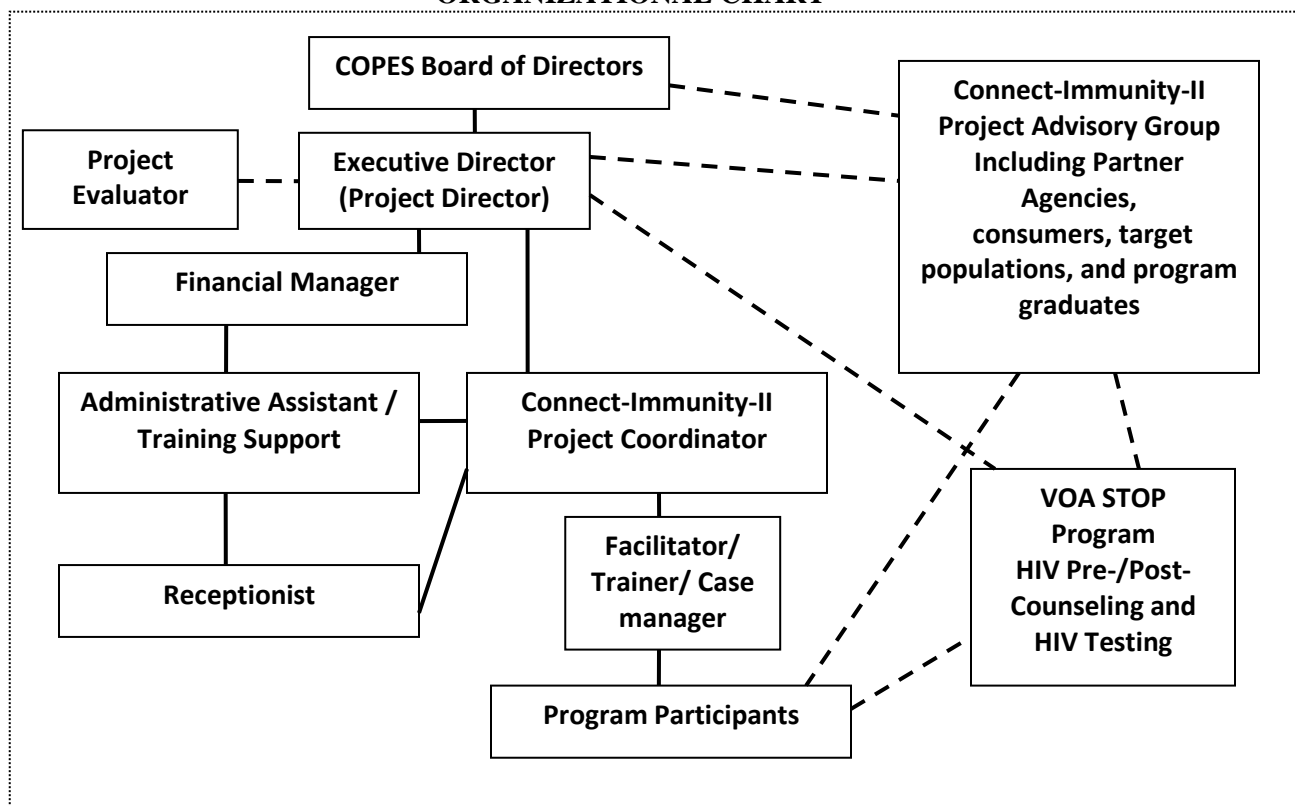 ORGANIZATIONAL CHART
COPES Board of Directors
Connect-Immunity-II
Project Advisory Group
Including Partner
Agencies,
consumers, target
populations, and program
graduates
Project
Evaluator
Executive Director
(Project Director)
Financial Manager
Administrative Assistant /
Training Support
Connect-Immunity-II
Project Coordinator
Receptionist
Facilitator/
Trainer/ Case
manager
VOA STOP
Program
HIV Pre-/Post-
Counseling and
HIV Testing
Program Participants